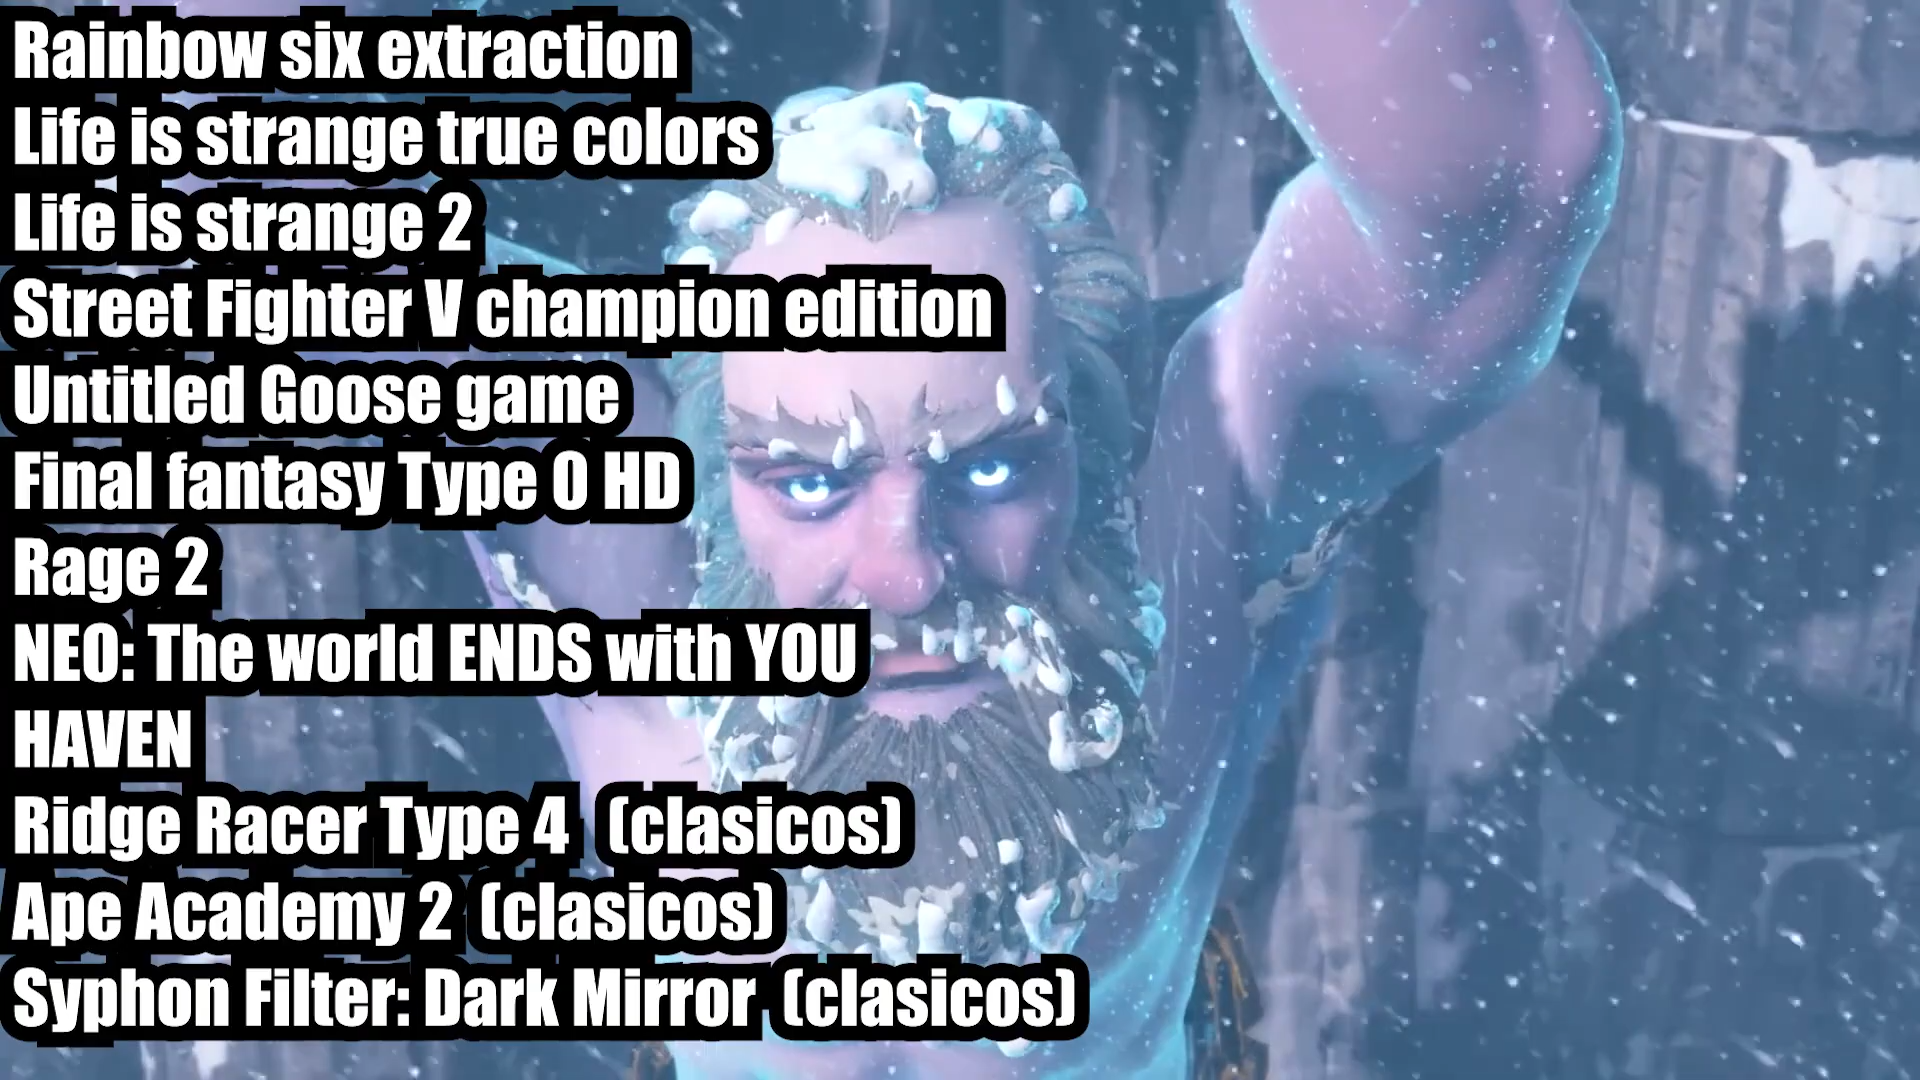 Rainbow six extraction
Life is strange true colors
Life is strange 2
Street Fighter V champion edition
Untitled Goose game
Final fantasy Type 0 HD
Rage 2
NEO: The world ENDS with YOU
HAVEN
Ridge Racer Type 4 (clasicos)
Ape Academy 2 (clasicos)
Syphon Filter: Dark Mirror (clasicos)